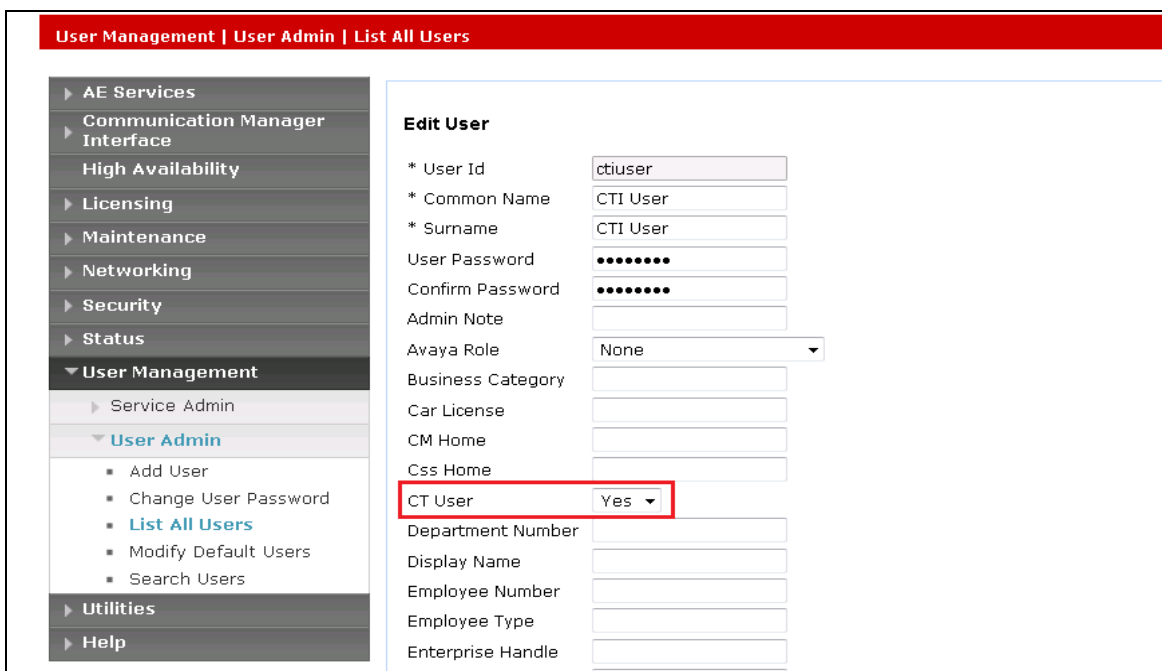 User Management | User Admin | List All Users
AE Services
Communication Manager
Interface
High Availability
Licensing
Maintenance
Networking
Security
Status
User Management
Service Admin
User Admin
Add User
Change User Password
List All Users
Modify Default Users
Search Users
Utilities
Help
Edit User
* User Id ctiuser
* Common Name CTI User
* Surname CTI User
User Password ••••••••
Confirm Password ••••••••
Admin Note
Avaya Role None
Business Category
Car License
CM Home
Css Home
CT User Yes
Department Number
Display Name
Employee Number
Employee Type
Enterprise Handle